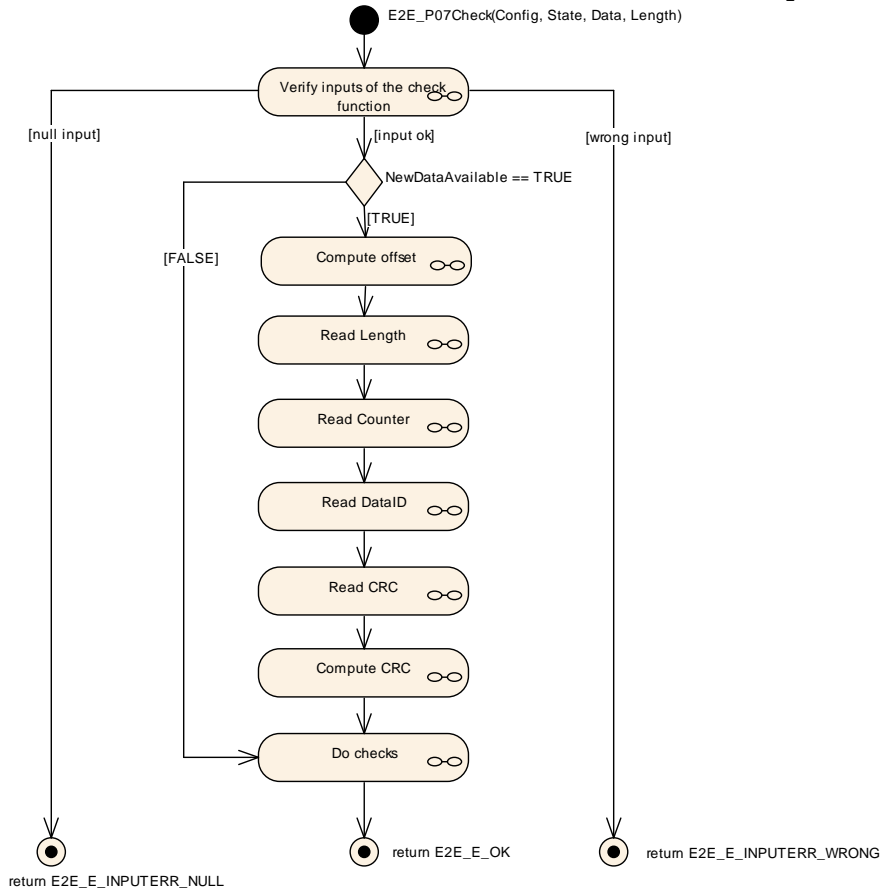 E2E_P07Check(Config, State, Data, Length)
Verify inputs of the check
function
[null input]
[input ok]
[wrong input]
NewDataAvailable == TRUE
[TRUE]
[FALSE]
Compute offset
Read Length
Read Counter
Read DataID
Read CRC
Compute CRC
Do checks
return E2E_E_OK
return E2E_E_INPUTERR_WRONG
return E2E_E_INPUTERR_NULL